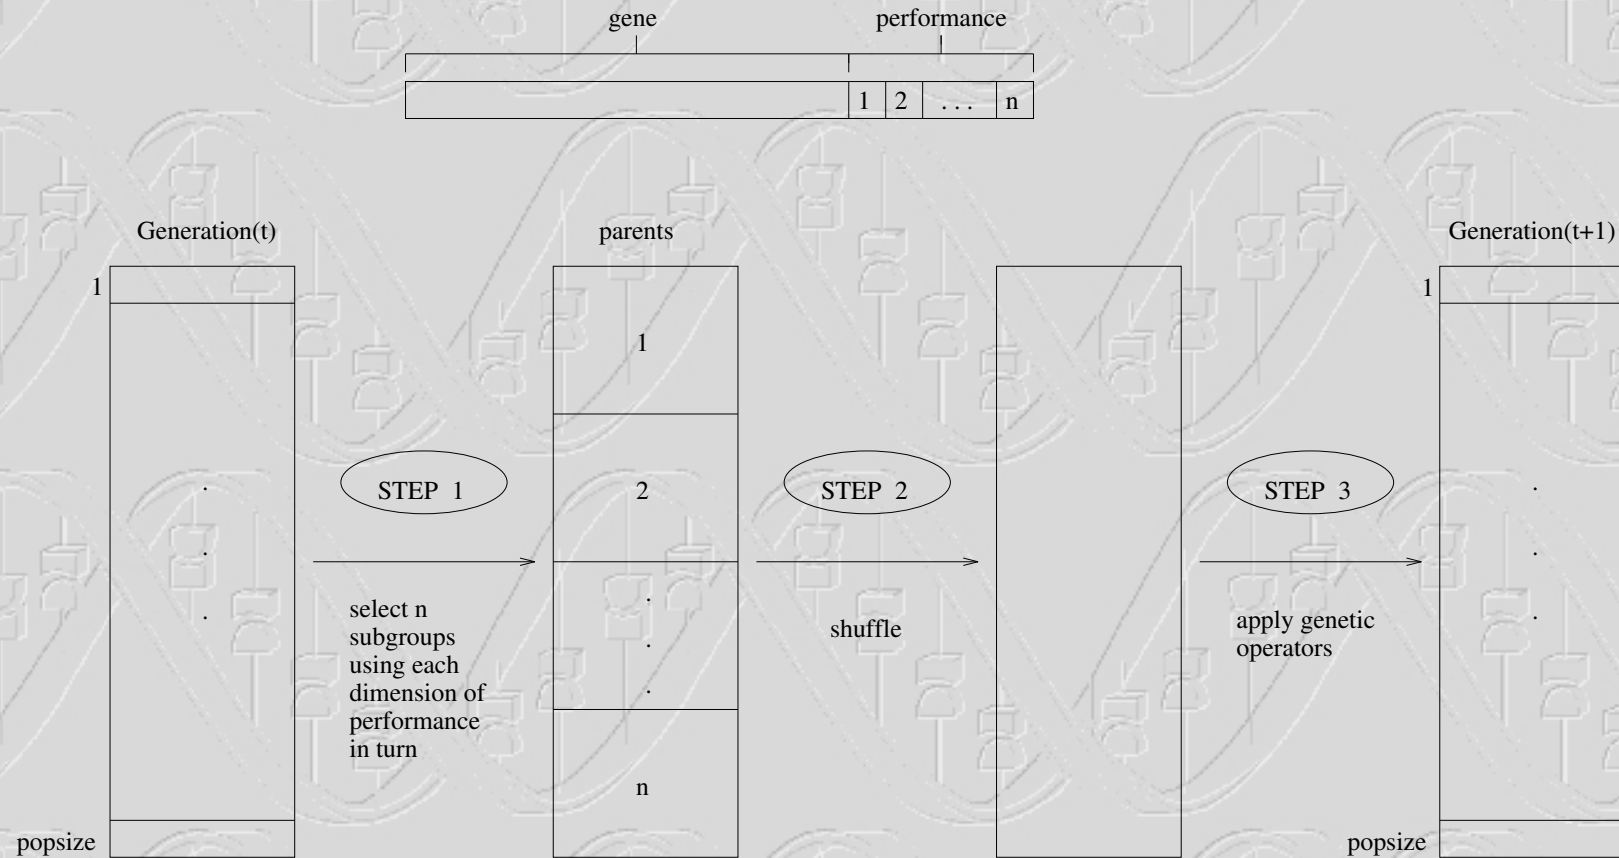 gene performance
1 2 ... n
Generation(t) parents Generation(t+1)
1 1
1
STEP 1 2 STEP 2 STEP 3
.
.
.
select n
subgroups
using each
dimension of
performance
in turn
shuffle
apply genetic
operators
n
popsize popsize